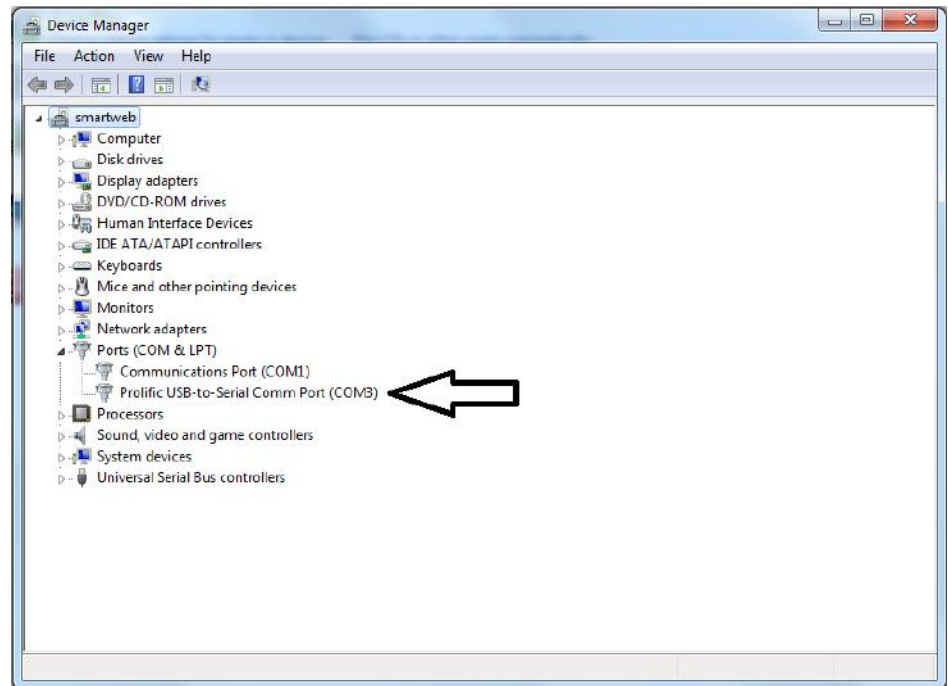 Device Manager
File Action View Help
smartweb
Computer
Disk drives
Display adapters
DVD/CD-ROM drives
Human Interface Devices
IDE ATA/ATAPI controllers
Keyboards
Mice and other pointing devices
Monitors
Network adapters
Ports (COM & LPT)
Communications Port (COM1)
Prolific USB-to-Serial Comm Port (COM3)
Processors
Sound, video and game controllers
System devices
Universal Serial Bus controllers